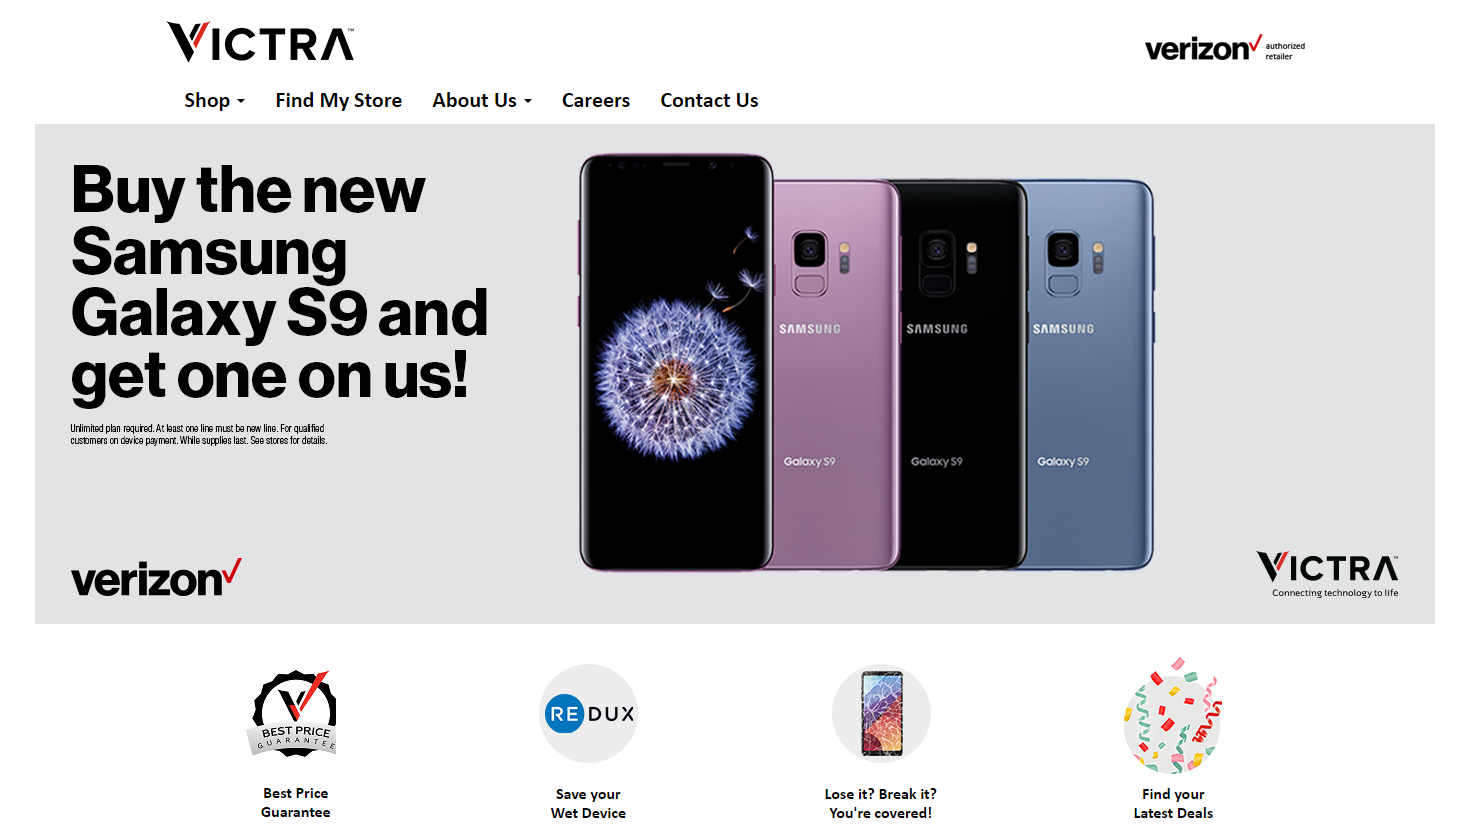 VICTRA™
verizon✓ authorized
retailer
Shop Find My Store About Us Careers Contact Us
Buy the new
Samsung
Galaxy S9 and
get one on us!
Unlimited plan required. At least one line must be new line. For qualified
customers on device payment. While supplies last. See stores for details.
SAMSUNG SAMSUNG SAMSUNG
Galaxy S9 Galaxy S9 Galaxy S9
verizon✓
VICTRA™
Connecting technology to life
BEST PRICE
GUARANTEE
REDUX
Best Price
Guarantee
Save your
Wet Device
Lose it? Break it?
You're covered!
Find your
Latest Deals